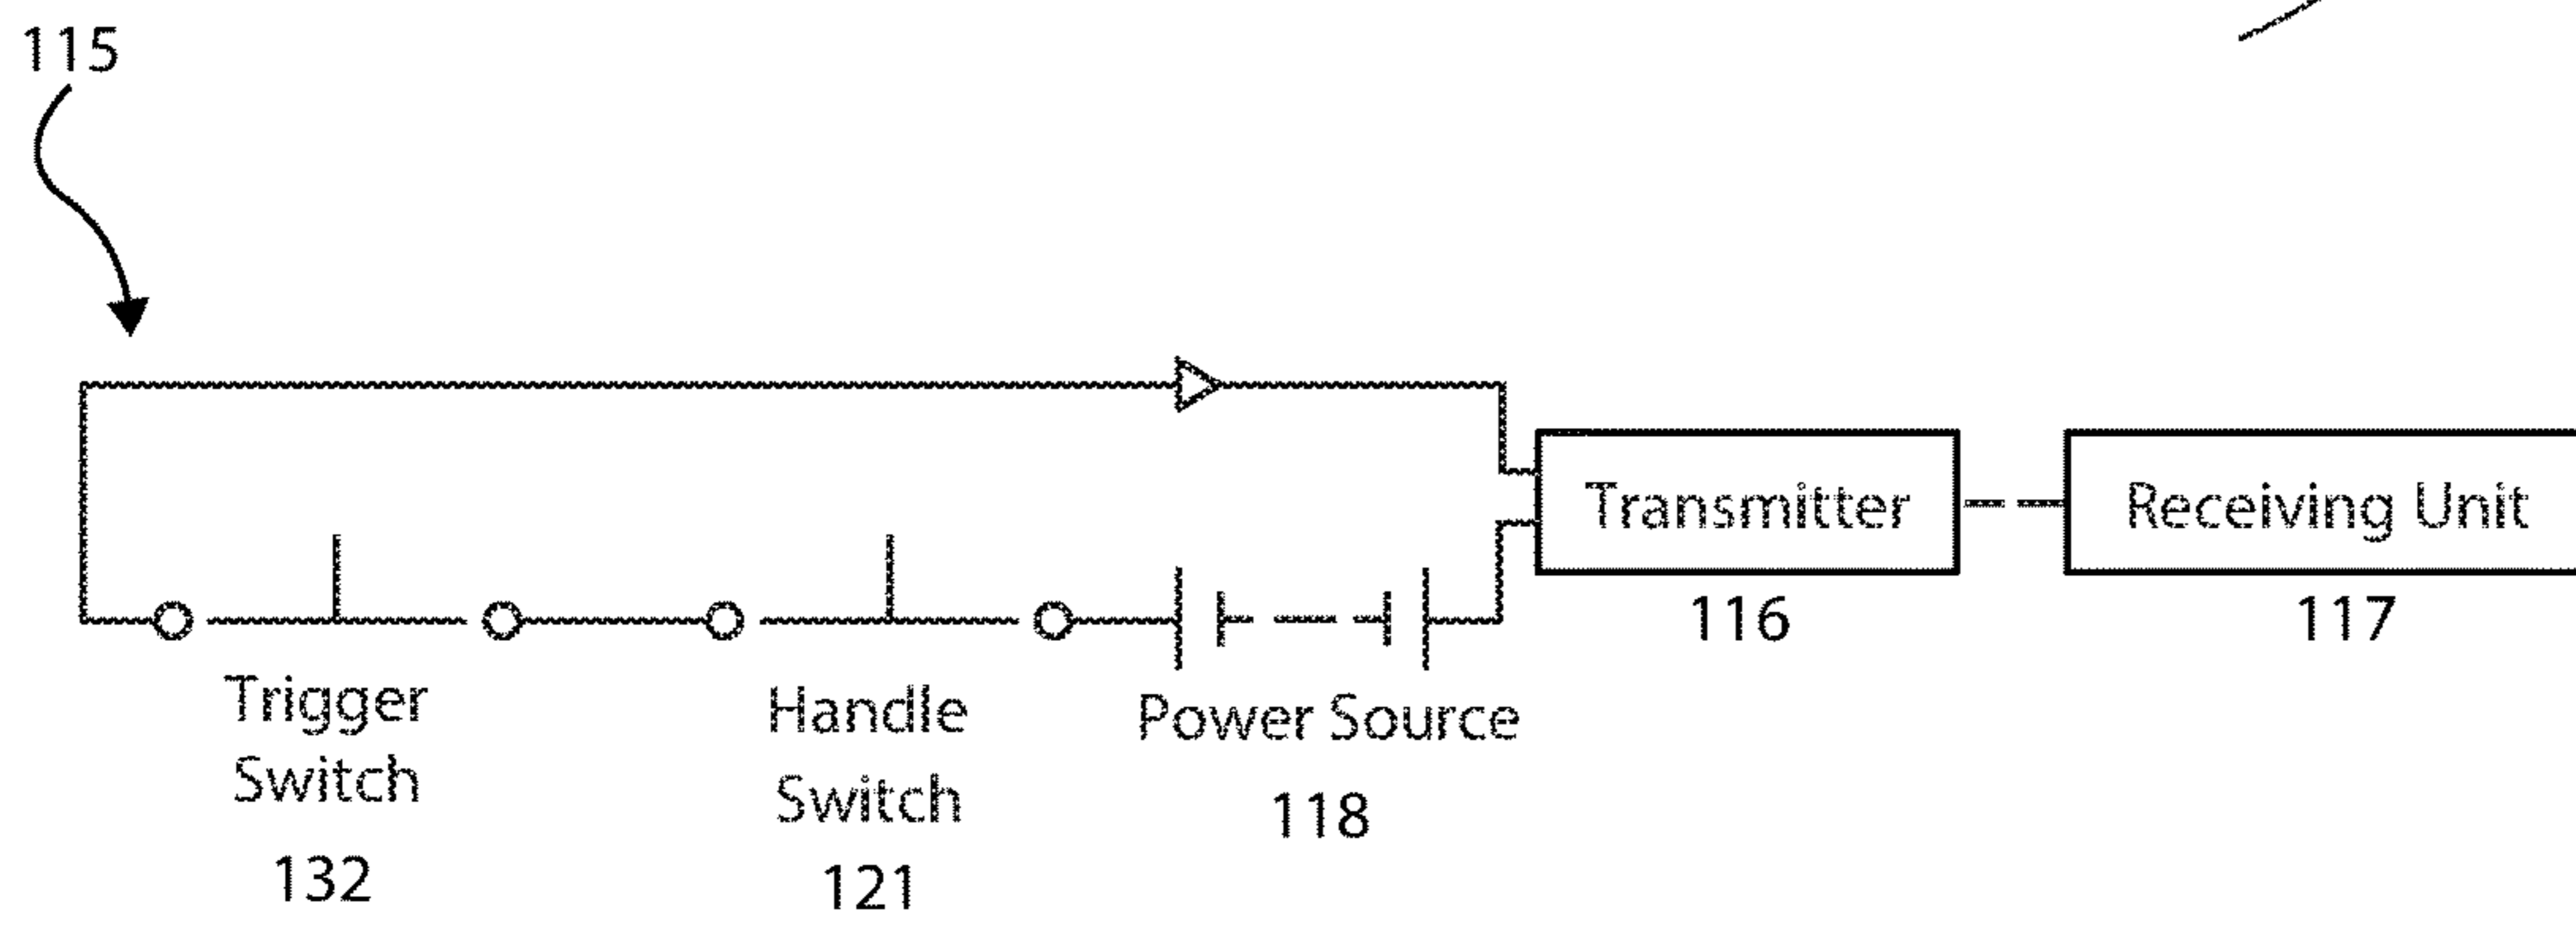 115
Transmitter
Receiving Unit
116
117
Trigger
Switch
132
Handle
Switch
121
Power Source
118